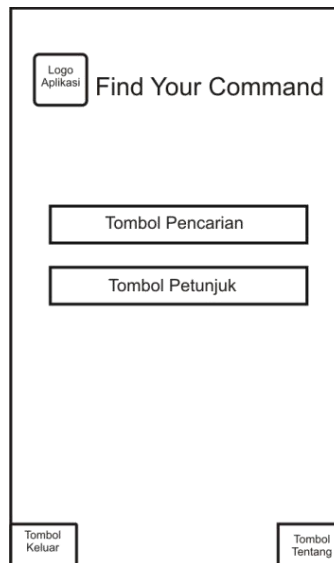 Logo
Aplikasi
Find Your Command
Tombol Pencarian
Tombol Petunjuk
Tombol
Keluar
Tombol
Tentang